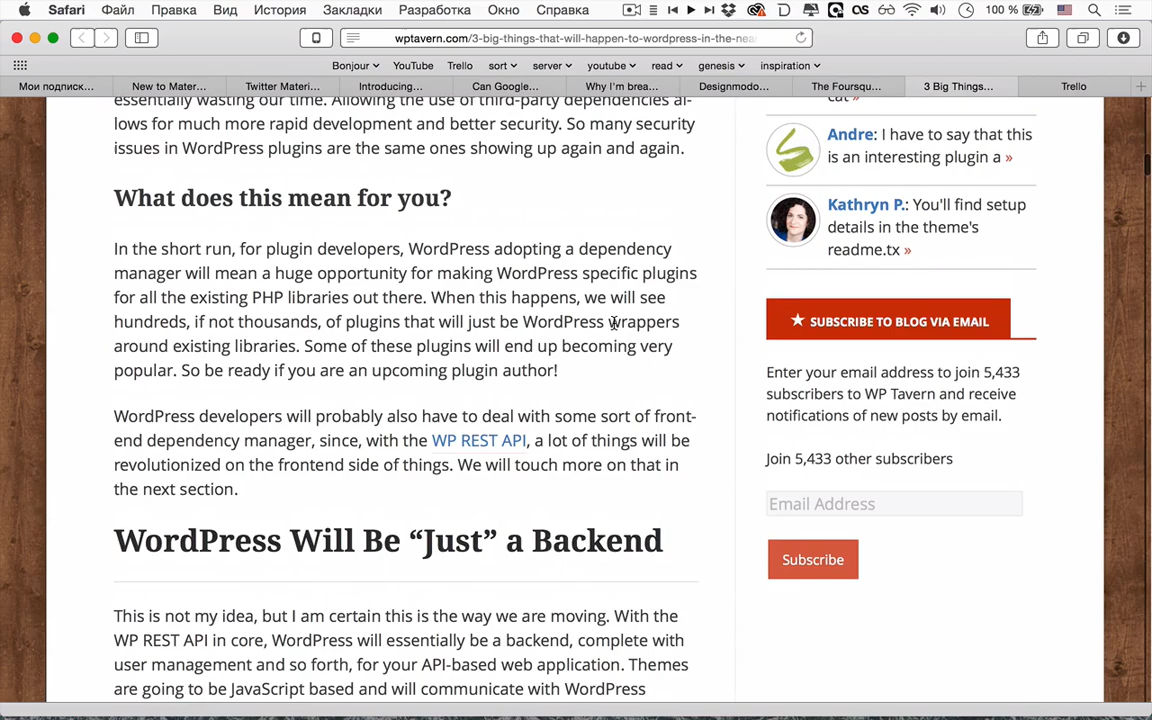 Safari Файл Правка Вид История Закладки Разработка Окно Справка 100 %
wptavern.com/3-big-things-that-will-happen-to-wordpress-in-the-nea
Bonjour YouTube Trello sort server youtube read genesis inspiration
Мои подписк... New to Mater... Twitter Materi... Introducing... Can Google... Why I'm brea... Designmodo... The Foursqu... 3 Big Things... Trello
essentially wasting our time. Allowing the use of third-party dependencies al-
lows for much more rapid development and better security. So many security
issues in WordPress plugins are the same ones showing up again and again.
What does this mean for you?
In the short run, for plugin developers, WordPress adopting a dependency
manager will mean a huge opportunity for making WordPress specific plugins
for all the existing PHP libraries out there. When this happens, we will see
hundreds, if not thousands, of plugins that will just be WordPress wrappers
around existing libraries. Some of these plugins will end up becoming very
popular. So be ready if you are an upcoming plugin author!
WordPress developers will probably also have to deal with some sort of front-
end dependency manager, since, with the WP REST API, a lot of things will be
revolutionized on the frontend side of things. We will touch more on that in
the next section.
WordPress Will Be “Just” a Backend
This is not my idea, but I am certain this is the way we are moving. With the
WP REST API in core, WordPress will essentially be a backend, complete with
user management and so forth, for your API-based web application. Themes
are going to be JavaScript based and will communicate with WordPress
cat »
Andre: I have to say that this
is an interesting plugin a »
Kathryn P.: You'll find setup
details in the theme's
readme.tx »
SUBSCRIBE TO BLOG VIA EMAIL
Enter your email address to join 5,433
subscribers to WP Tavern and receive
notifications of new posts by email.
Join 5,433 other subscribers
Email Address
Subscribe